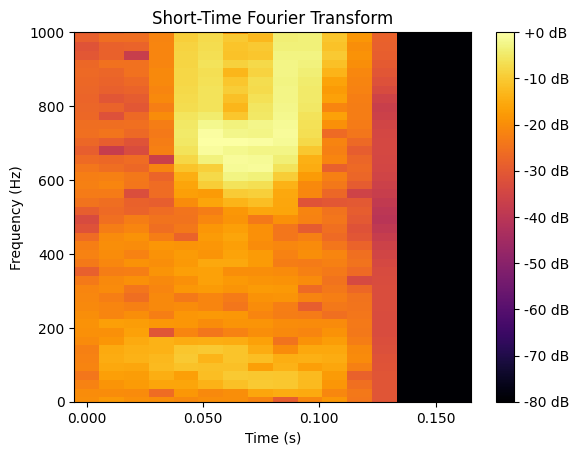 Short-Time Fourier Transform
1000
800
600
400
200
0
Frequency (Hz)
0.000
0.050
0.100
0.150
Time (s)
+0 dB
-10 dB
-20 dB
-30 dB
-40 dB
-50 dB
-60 dB
-70 dB
-80 dB